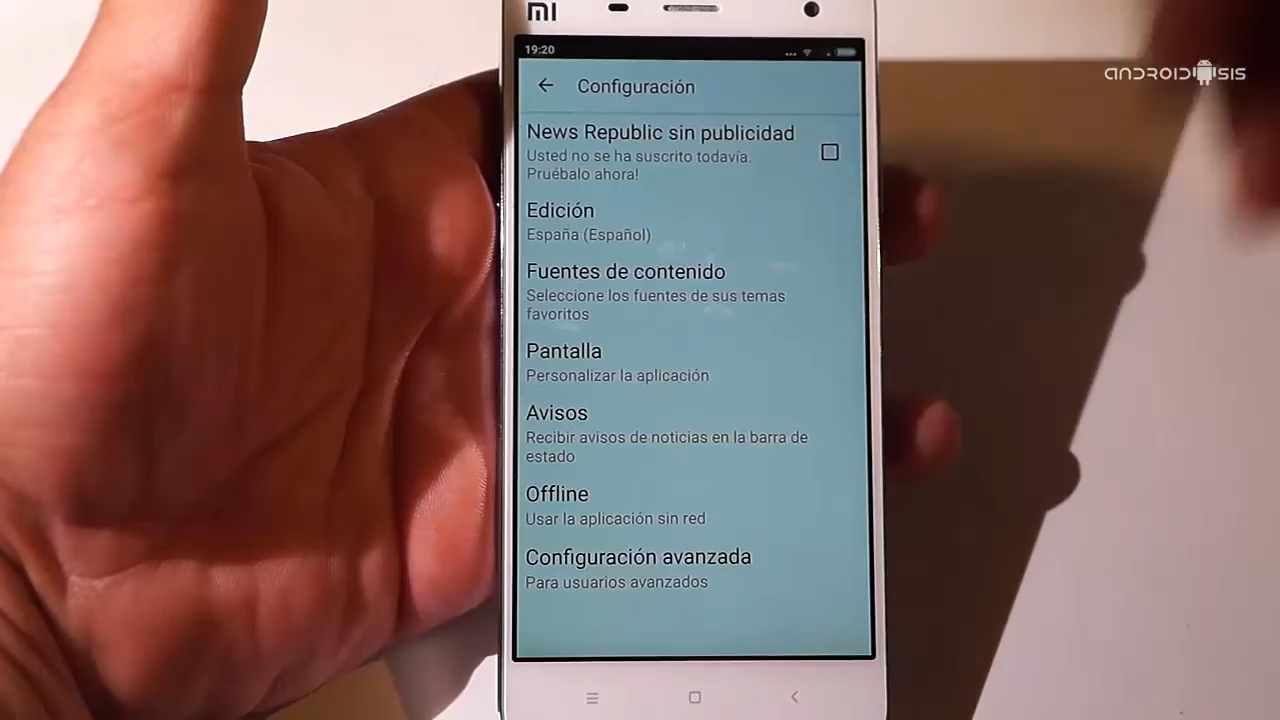 mi
ANDROIDSIS
19:20
Configuración
News Republic sin publicidad
Usted no se ha suscrito todavía.
Pruébalo ahora!
Edición
España (Español)
Fuentes de contenido
Seleccione los fuentes de sus temas
favoritos
Pantalla
Personalizar la aplicación
Avisos
Recibir avisos de noticias en la barra de
estado
Offline
Usar la aplicación sin red
Configuración avanzada
Para usuarios avanzados